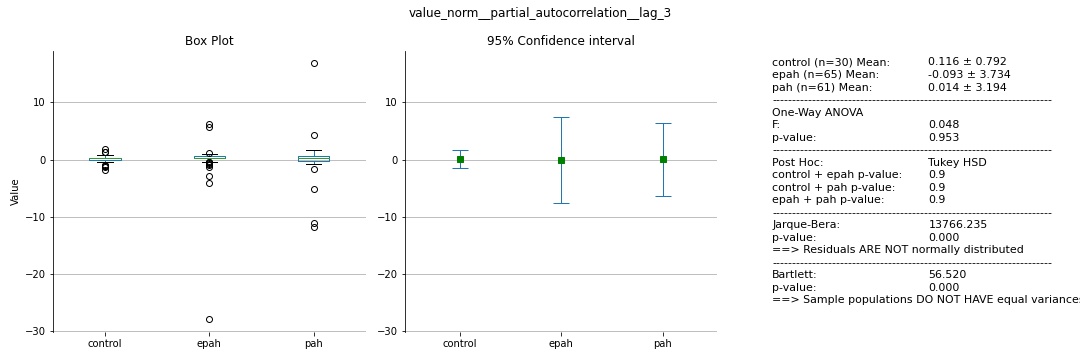 value_norm__partial_autocorrelation__lag_3
Box Plot
Value
10
0
−10
−20
−30
control
epah
pah
95% Confidence interval
10
0
−10
−20
−30
control
epah
pah
control (n=30) Mean: 0.116 ± 0.792
epah (n=65) Mean: -0.093 ± 3.734
pah (n=61) Mean: 0.014 ± 3.194
One-Way ANOVA
F: 0.048
p-value: 0.953
Post Hoc: Tukey HSD
control + epah p-value: 0.9
control + pah p-value: 0.9
epah + pah p-value: 0.9
Jarque-Bera: 13766.235
p-value: 0.000
==> Residuals ARE NOT normally distributed
Bartlett: 56.520
p-value: 0.000
==> Sample populations DO NOT HAVE equal variances